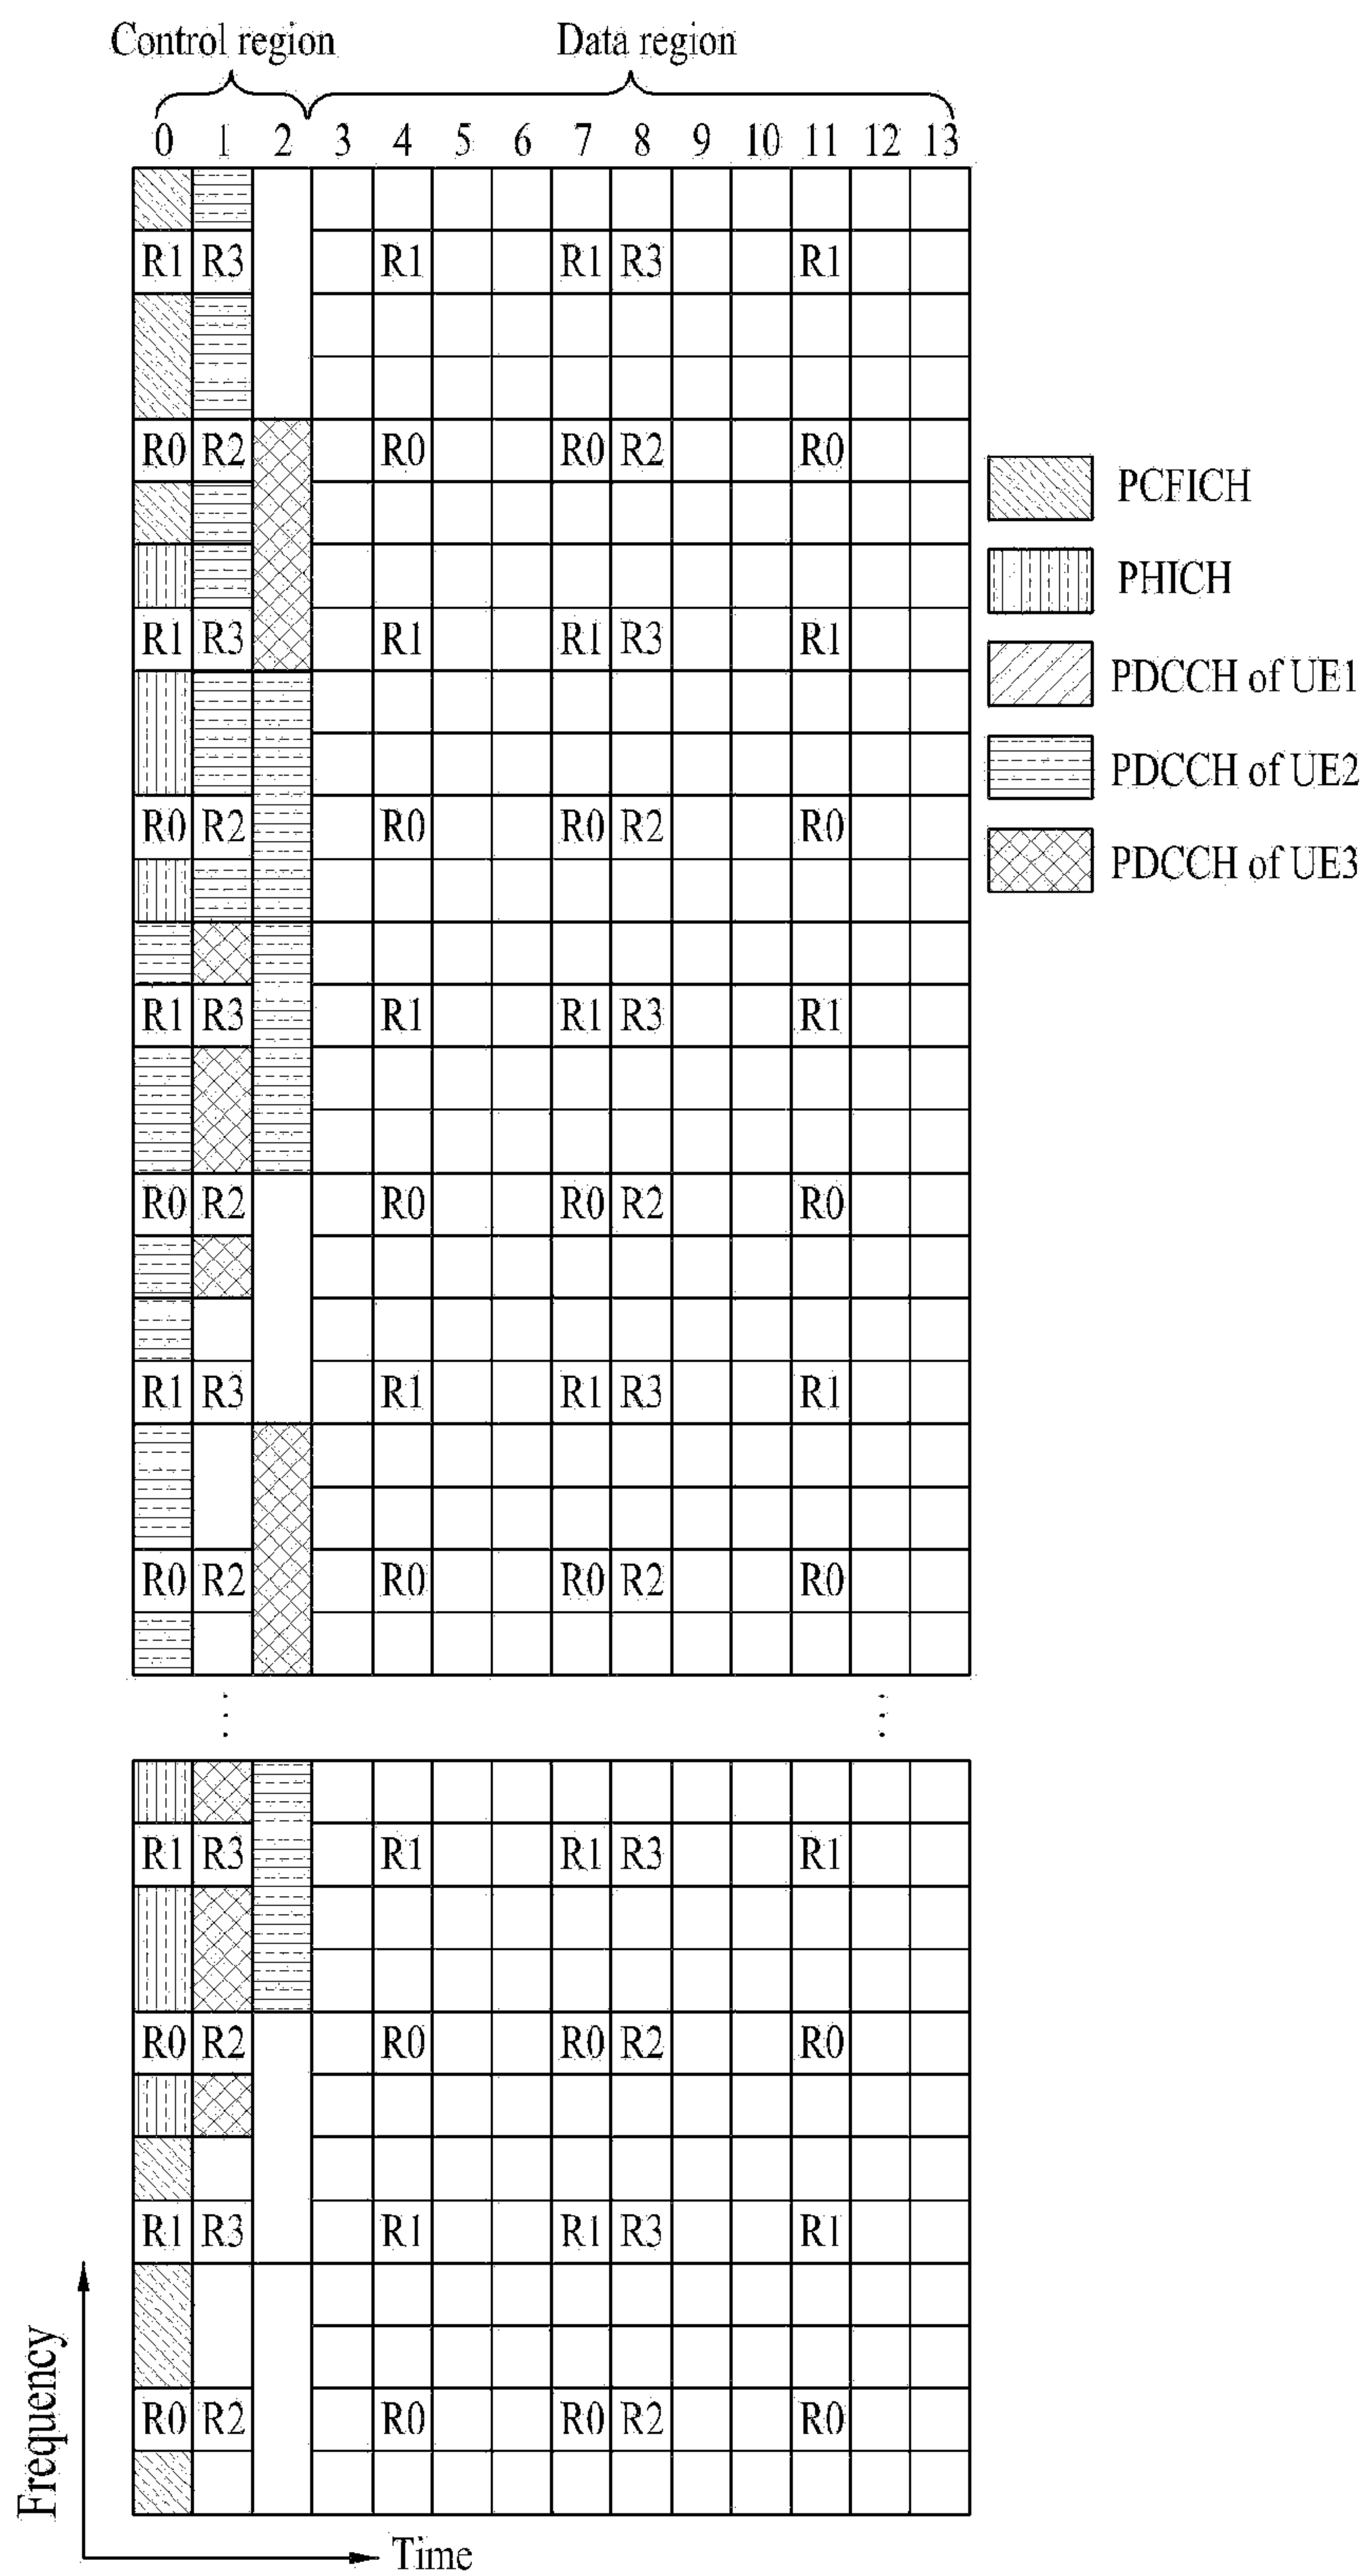 Control region Data region
0 1 2 3 4 5 6 7 8 9 10 11 12 13
R1 R3 R1 R1 R3 R1
R0 R2 R0 R0 R2 R0
PCFICH
PHICH
R1 R3 R1 R1 R3 R1
PDCCH of UE1
PDCCH of UE2
R0 R2 R0 R0 R2 R0
PDCCH of UE3
R1 R3 R1 R1 R3 R1
R0 R2 R0 R0 R2 R0
R1 R3 R1 R1 R3 R1
R0 R2 R0 R0 R2 R0
R1 R3 R1 R1 R3 R1
R0 R2 R0 R0 R2 R0
R1 R3 R1 R1 R3 R1
R0 R2 R0 R0 R2 R0
Frequency
Time